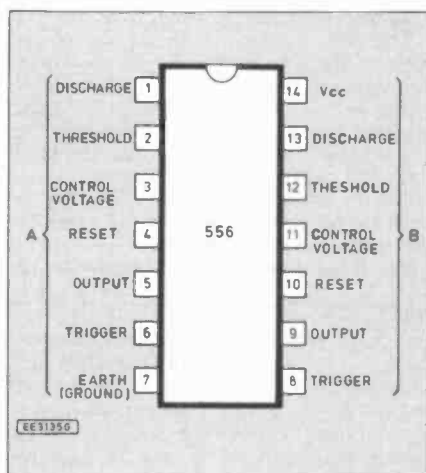 DISCHARGE 1
THRESHOLD 2
CONTROL 3
VOLTAGE
A RESET 4
OUTPUT 5
TRIGGER 6
EARTH 7
(GROUND)
556
14 Vcc
13 DISCHARGE
12 THESHOLD
11 CONTROL
VOLTAGE B
10 RESET
9 OUTPUT
8 TRIGGER
EE3135G